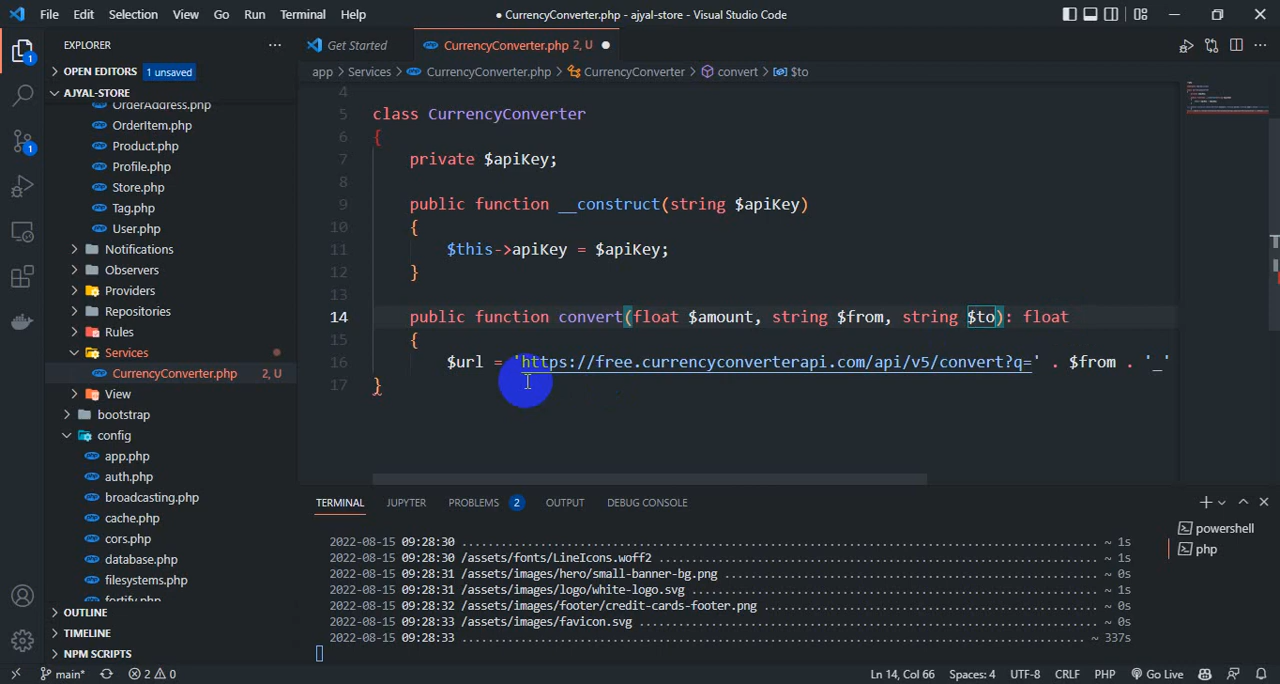 File Edit Selection View Go Run Terminal Help
● CurrencyConverter.php - ajyal-store - Visual Studio Code
EXPLORER
OPEN EDITORS 1 unsaved
AJYAL-STORE
OrderAddress.php
OrderItem.php
Product.php
Profile.php
Store.php
Tag.php
User.php
Notifications
Observers
Providers
Repositories
Rules
Services
CurrencyConverter.php 2, U
View
bootstrap
config
app.php
auth.php
broadcasting.php
cache.php
cors.php
database.php
filesystems.php
fortify.php
OUTLINE
TIMELINE
NPM SCRIPTS
Get Started
CurrencyConverter.php 2, U
app > Services > CurrencyConverter.php > CurrencyConverter > convert > $to
4
5 class CurrencyConverter
6 {
7 private $apiKey;
8
9 public function __construct(string $apiKey)
10 {
11 $this->apiKey = $apiKey;
12 }
13
14 public function convert(float $amount, string $from, string $to): float
15 {
16 $url = 'https://free.currencyconverterapi.com/api/v5/convert?q=' . $from . '_'
17 }
TERMINAL JUPYTER PROBLEMS 2 OUTPUT DEBUG CONSOLE
powershell
php
2022-08-15 09:28:30 ........................................................ ~ 1s
2022-08-15 09:28:30 /assets/fonts/LineIcons.woff2 ........................................................ ~ 1s
2022-08-15 09:28:31 /assets/images/hero/small-banner-bg.png ........................................................ ~ 0s
2022-08-15 09:28:31 /assets/images/logo/white-logo.svg ........................................................ ~ 1s
2022-08-15 09:28:32 /assets/images/footer/credit-cards-footer.png ........................................................ ~ 0s
2022-08-15 09:28:33 /assets/images/favicon.svg ........................................................ ~ 0s
2022-08-15 09:28:33 ........................................................ ~ 337s
main* 2 0 Ln 14, Col 66 Spaces: 4 UTF-8 CRLF PHP Go Live